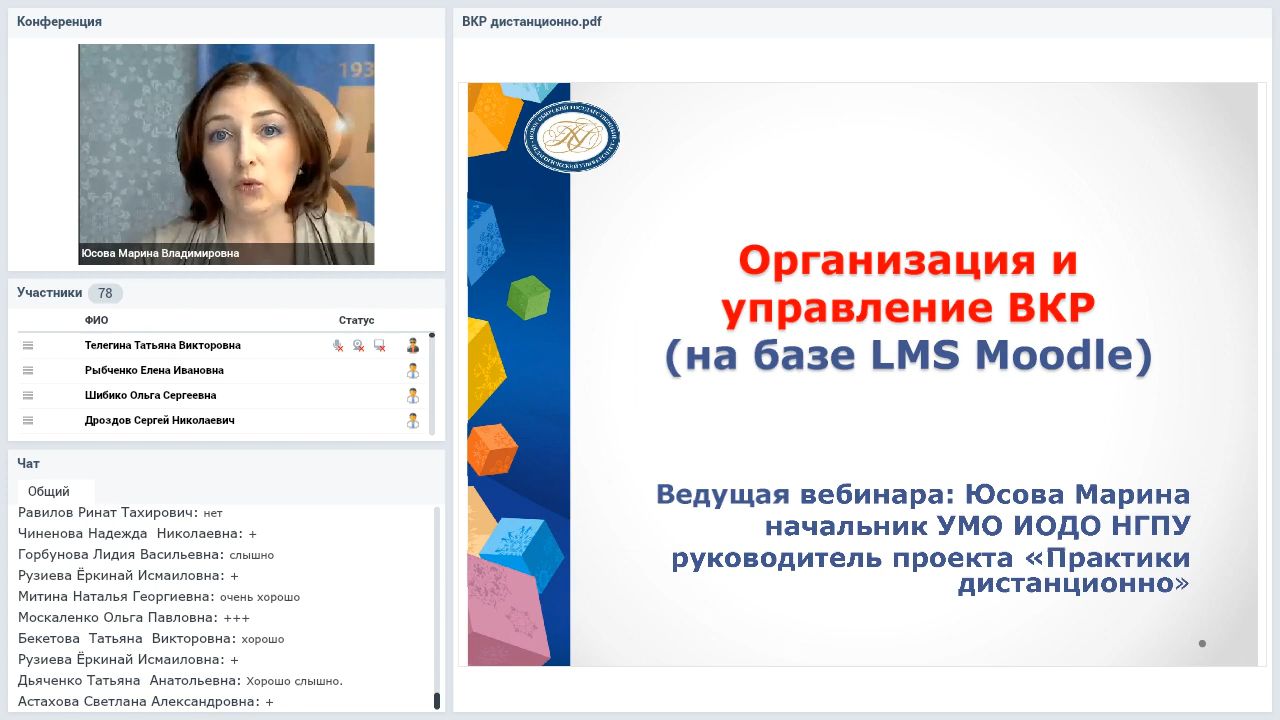 Конференция
193
Юсова Марина Владимировна
Участники 78
ФИО Статус
Телегина Татьяна Викторовна
Рыбченко Елена Ивановна
Шибико Ольга Сергеевна
Дроздов Сергей Николаевич
Чат
Общий
Равилов Ринат Тахирович: нет
Чиненова Надежда Николаевна: +
Горбунова Лидия Васильевна: слышно
Рузиева Ёркинай Исмаиловна: +
Митина Наталья Георгиевна: очень хорошо
Москаленко Ольга Павловна: +++
Бекетова Татьяна Викторовна: хорошо
Рузиева Ёркинай Исмаиловна: +
Дьяченко Татьяна Анатольевна: Хорошо слышно.
Астахова Светлана Александровна: +
ВКР дистанционно.pdf
Организация и
управление ВКР
(на базе LMS Moodle)
Ведущая вебинара: Юсова Марина
начальник УМО ИОДО НГПУ
руководитель проекта «Практики
дистанционно»